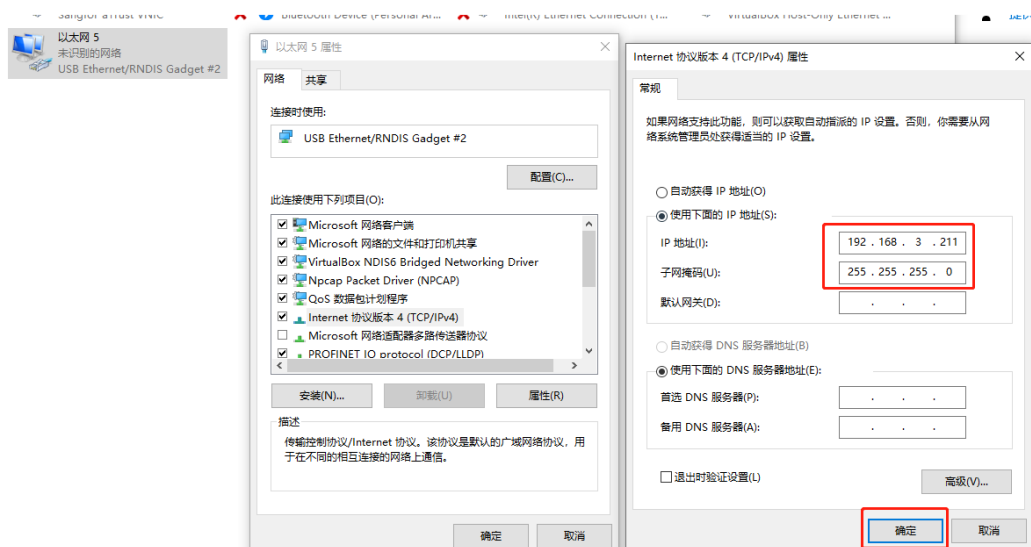 Sangfor aTrust VNIC
Bluetooth Device (Personal Ar...
Intel(R) Ethernet Connection (1...
VirtualBox Host-Only Ethernet ...
以太网 5
未识别的网络
USB Ethernet/RNDIS Gadget #2
以太网 5 属性
网络
共享
连接时使用:
USB Ethernet/RNDIS Gadget #2
配置(C)...
此连接使用下列项目(O):
Microsoft 网络客户端
Microsoft 网络的文件和打印机共享
VirtualBox NDIS6 Bridged Networking Driver
Npcap Packet Driver (NPCAP)
QoS 数据包计划程序
Internet 协议版本 4 (TCP/IPv4)
Microsoft 网络适配器多路传送器协议
PROFINET IO protocol (DCP/LLDP)
安装(N)...
卸载(U)
属性(R)
描述
传输控制协议/Internet 协议。该协议是默认的广域网络协议，用
于在不同的相互连接的网络上通信。
确定
取消
Internet 协议版本 4 (TCP/IPv4) 属性
常规
如果网络支持此功能，则可以获取自动指派的 IP 设置。否则，你需要从网
络系统管理员处获得适当的 IP 设置。
自动获得 IP 地址(O)
使用下面的 IP 地址(S):
IP 地址(I):
192 . 168 . 3 . 211
子网掩码(U):
255 . 255 . 255 . 0
默认网关(D):
自动获得 DNS 服务器地址(B)
使用下面的 DNS 服务器地址(E):
首选 DNS 服务器(P):
备用 DNS 服务器(A):
退出时验证设置(L)
高级(V)...
确定
取消